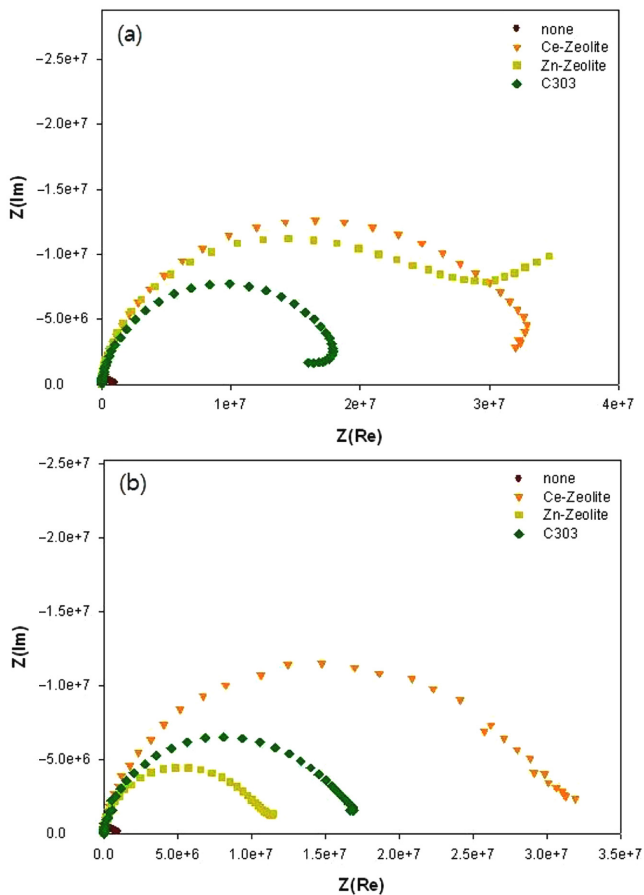 (a)
none
Ce-Zeolite
Zn-Zeolite
C303
Z(Im)
-2.5e+7
-2.0e+7
-1.5e+7
-1.0e+7
-5.0e+6
0.0
0 1e+7 2e+7 3e+7 4e+7
Z(Re)
(b)
none
Ce-Zeolite
Zn-Zeolite
C303
Z(Im)
-2.5e+7
-2.0e+7
-1.5e+7
-1.0e+7
-5.0e+6
0.0
0.0 5.0e+6 1.0e+7 1.5e+7 2.0e+7 2.5e+7 3.0e+7 3.5e+7
Z(Re)